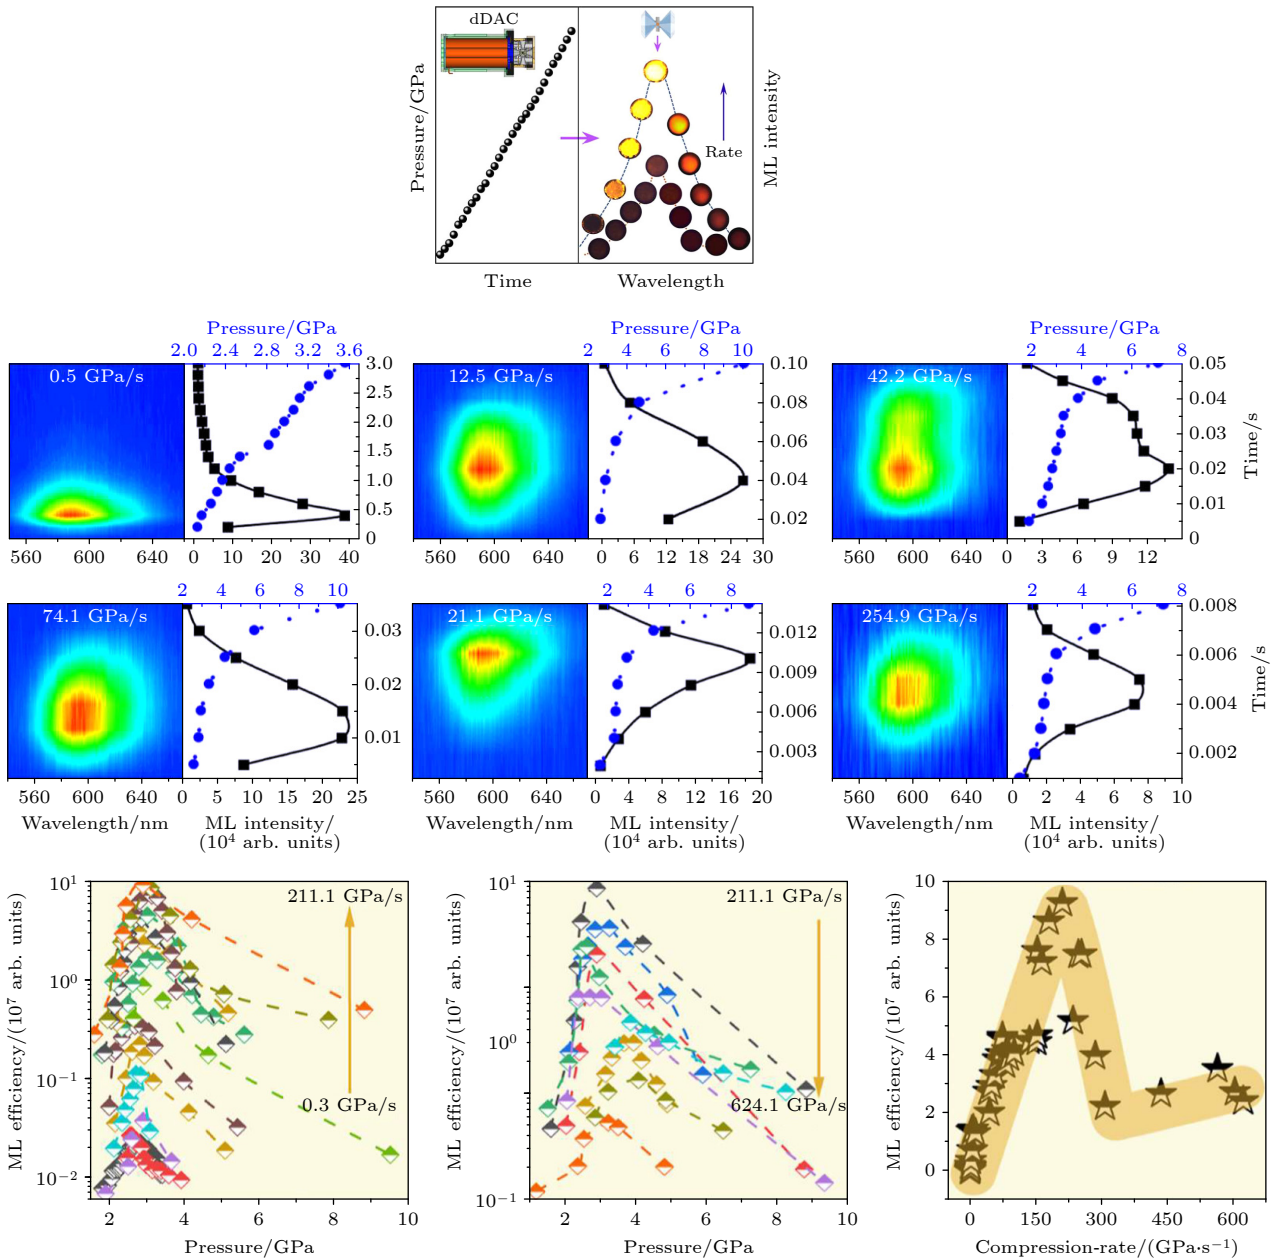 dDAC
Pressure/GPa
ML intensity
Rate
Time
Wavelength
Pressure/GPa
2.0 2.4 2.8 3.2 3.6
0.5 GPa/s
3.0
2.5
2.0
1.5
1.0
0.5
0
560 600 640
0 10 20 30 40
Pressure/GPa
2 4 6 8 10
12.5 GPa/s
0.10
0.08
0.06
0.04
0.02
560 600 640
0 6 12 18 24 30
Pressure/GPa
2 4 6 8
42.2 GPa/s
0.05
0.04
0.03
0.02
0.01
0
Time/s
560 600 640
0 3 6 9 12
2 4 6 8 10
74.1 GPa/s
0.03
0.02
0.01
560 600 640
0 5 10 15 20 25
Wavelength/nm
ML intensity/
(10⁴ arb. units)
2 4 6 8
21.1 GPa/s
0.012
0.009
0.006
0.003
560 600 640
0 4 8 12 16 20
Wavelength/nm
ML intensity/
(10⁴ arb. units)
2 4 6 8
254.9 GPa/s
0.008
0.006
0.004
0.002
Time/s
560 600 640
0 2 4 6 8 10
Wavelength/nm
ML intensity/
(10⁴ arb. units)
ML efficiency/(10⁷ arb. units)
10¹
10⁰
10⁻¹
10⁻²
211.1 GPa/s
0.3 GPa/s
2 4 6 8 10
Pressure/GPa
ML efficiency/(10⁷ arb. units)
10¹
10⁰
10⁻¹
211.1 GPa/s
624.1 GPa/s
2 4 6 8 10
Pressure/GPa
ML efficiency/(10⁷ arb. units)
10
8
6
4
2
0
0 150 300 450 600
Compression-rate/(GPa·s⁻¹)